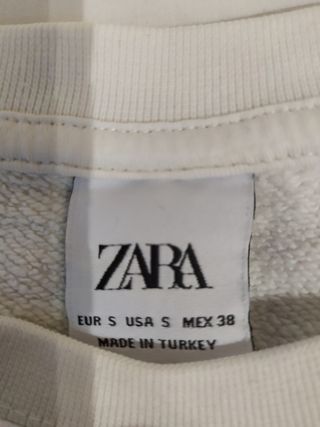 ZARA
EUR S USA S MEX 38
MADE IN TURKEY